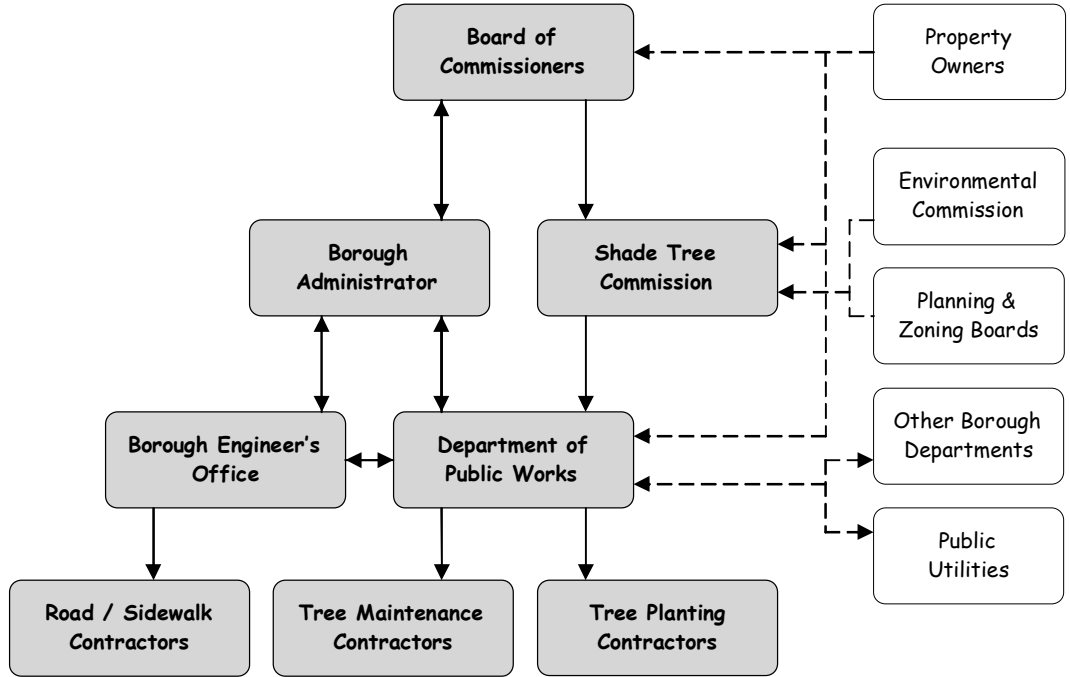 Board of
Commissioners
Property
Owners
Environmental
Commission
Borough
Administrator
Shade Tree
Commission
Planning &
Zoning Boards
Borough Engineer's
Office
Department of
Public Works
Other Borough
Departments
Public
Utilities
Road / Sidewalk
Contractors
Tree Maintenance
Contractors
Tree Planting
Contractors